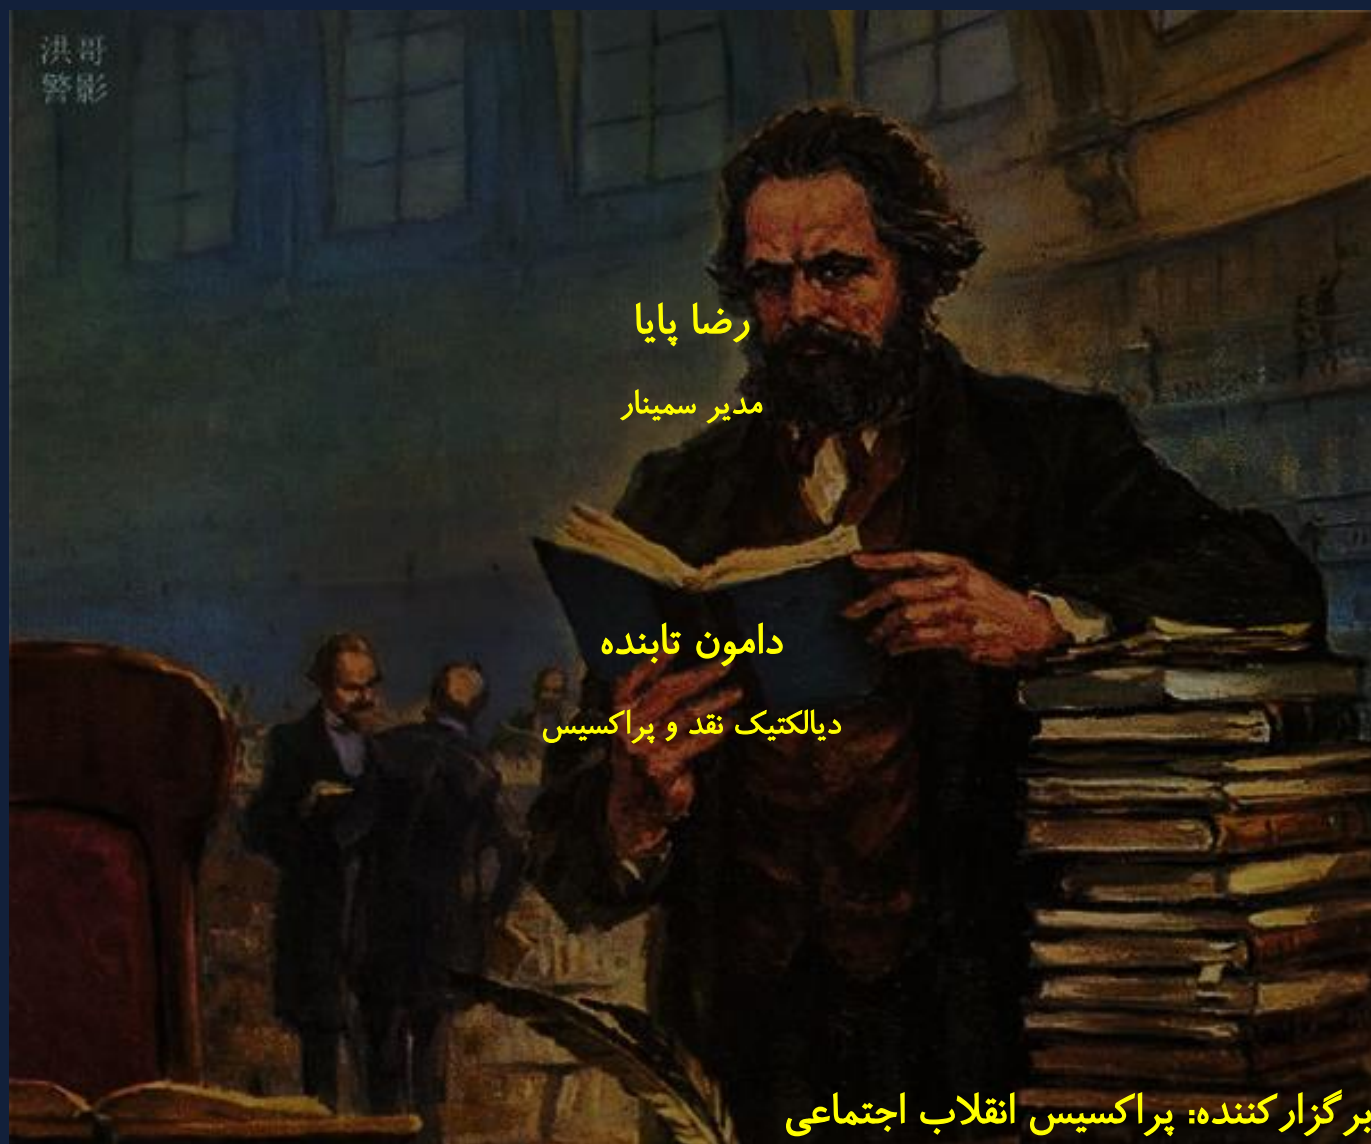 洪哥
警影
رضا پایا
مدیر سمینار
دامون تابنده
دیالکتیک نقد و پراکسیس
برگزارکننده: پراکسیس انقلاب اجتماعی